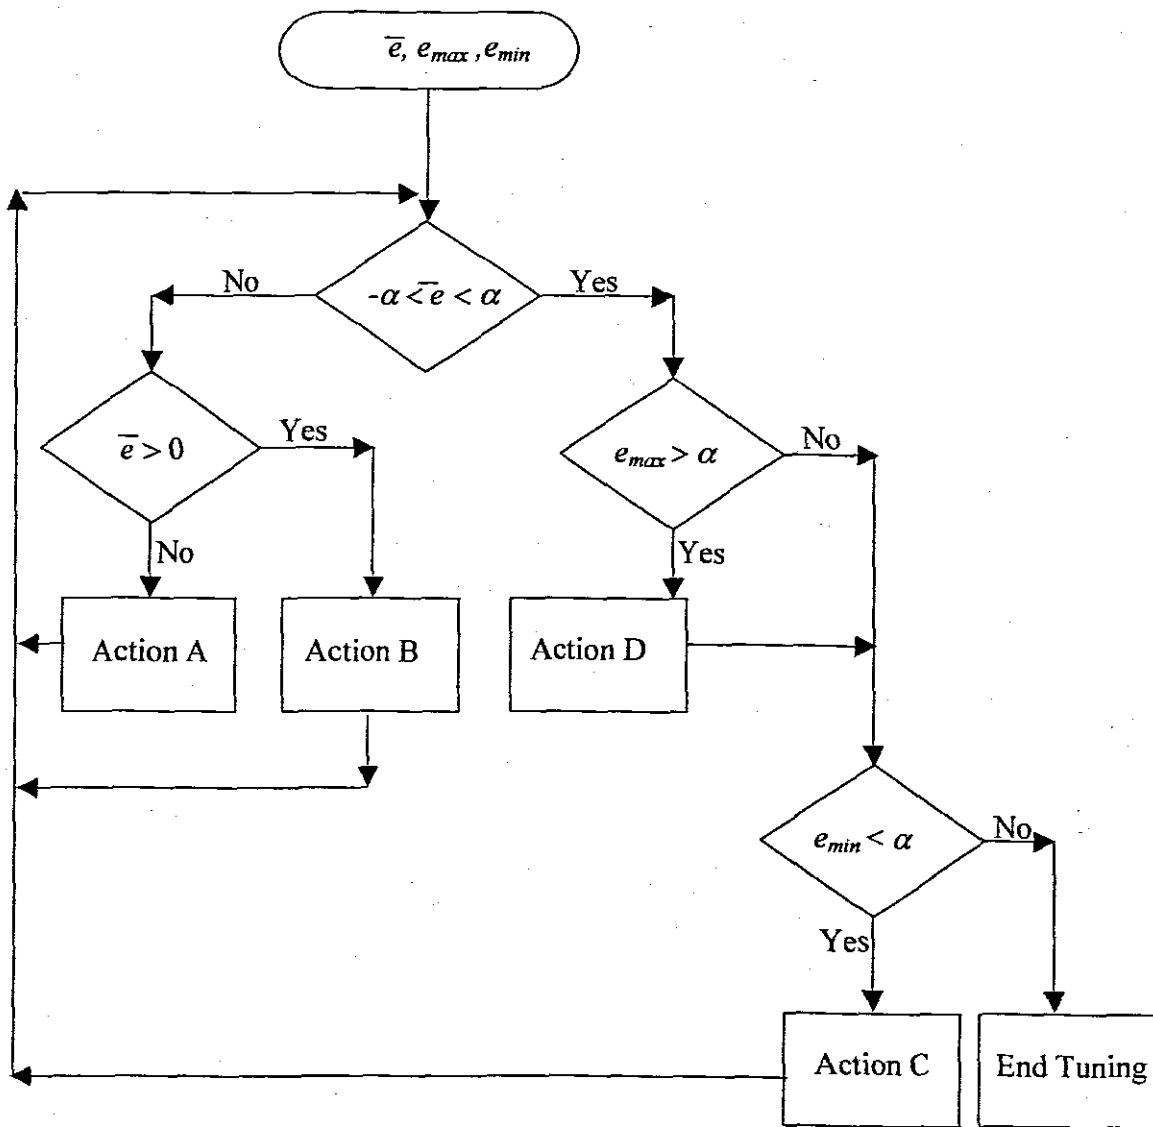 e̅, e_max, e_min
No
-α < e̅ < α
Yes
e̅ > 0
Yes
e_max > α
No
No
Yes
Action A
Action B
Action D
e_min < α
No
Yes
Action C
End Tuning